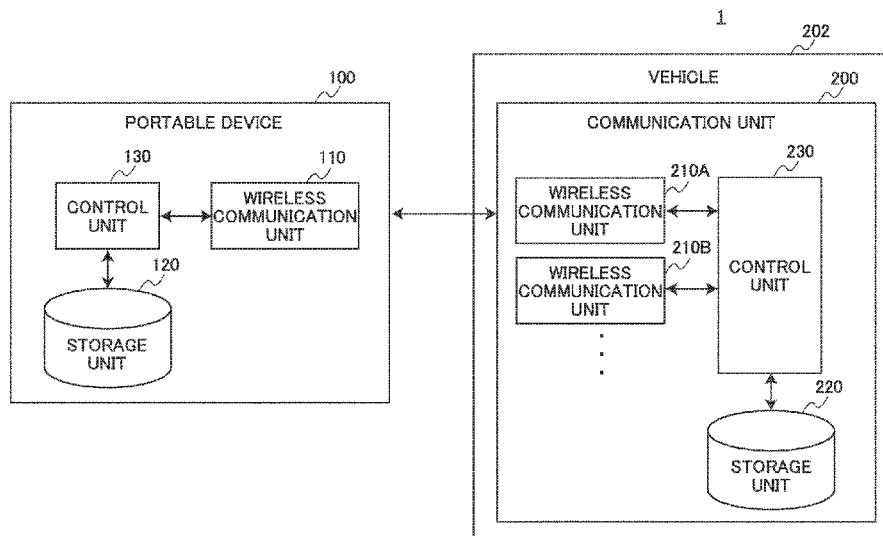 1
202
VEHICLE
100
PORTABLE DEVICE
200
COMMUNICATION UNIT
130
CONTROL
UNIT
110
WIRELESS
COMMUNICATION
UNIT
120
STORAGE
UNIT
210A
WIRELESS
COMMUNICATION
UNIT
210B
WIRELESS
COMMUNICATION
UNIT
230
CONTROL
UNIT
220
STORAGE
UNIT